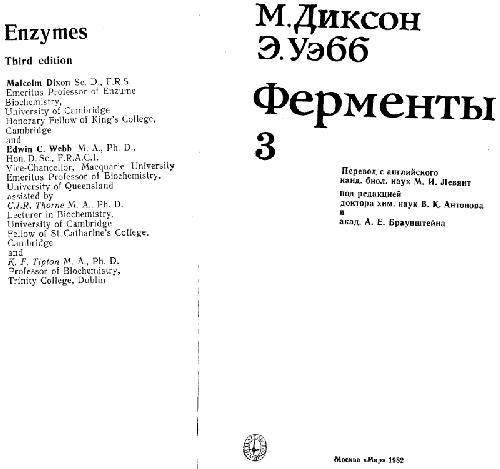 Enzymes
Third edition
Malcolm Dixon Sc. D., F.R.S.
Emeritus Professor of Enzyme
Biochemistry,
University of Cambridge
Honorary Fellow of King's College,
Cambridge
and
Edwin C. Webb M. A., Ph. D.,
Hon. D. Sc., F.R.A.C.I.
Vice-Chancellor, Macquarie University
Emeritus Professor of Biochemistry,
University of Queensland
assisted by
C.J.R. Thorne M. A., Ph. D.
Lecturer in Biochemistry,
University of Cambridge
Fellow of St Catharine's College,
Cambridge
and
K. F. Tipton M. A., Ph. D.
Professor of Biochemistry,
Trinity College, Dublin
М. Диксон
Э. Уэбб
Ферменты
3
Перевод с английского
канд. биол. наук М. И. Левянт
под редакцией
доктора хим. наук В. К. Антонова
и
акад. А. Е. Браунштейна
Москва «Мир» 1982